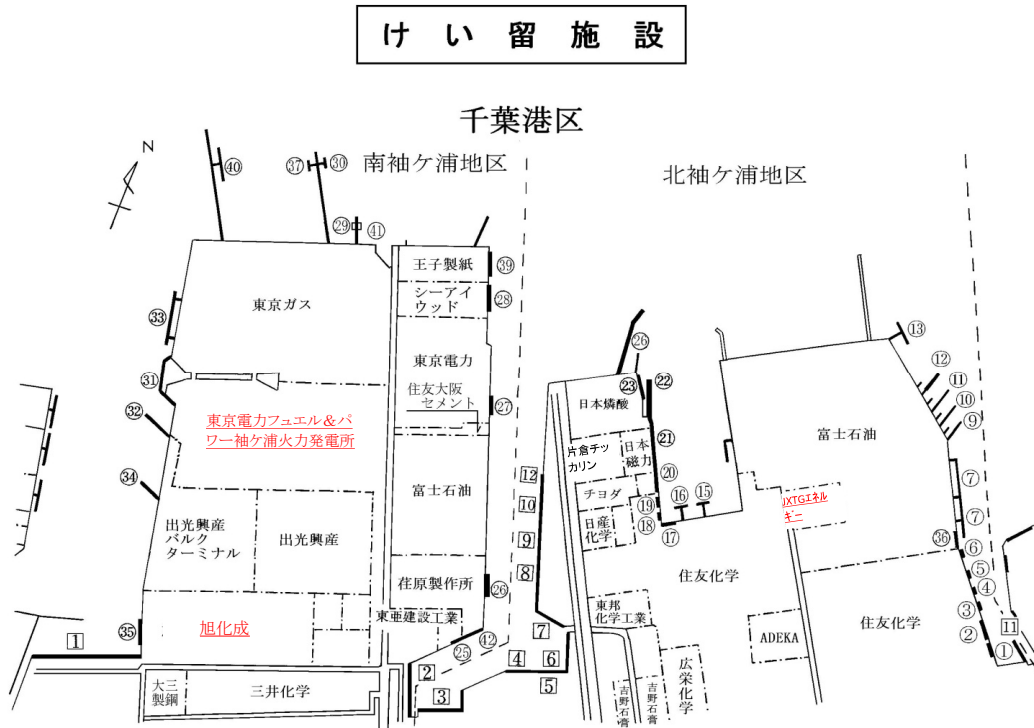 けい留施設
千葉港区
南袖ケ浦地区
北袖ケ浦地区
N
㊵
㊲
㉚
㉙
㊶
王子製紙
㊴
シーアイ
ウッド
㉘
東京ガス
㉝
東京電力
住友大阪
セメント
㉗
㉛
㉜
東京電力フュエル&パ
ワー袖ケ浦火力発電所
㉞
出光興産
バルク
ターミナル
出光興産
富士石油
荏原製作所
㉖
東亜建設工業
㊷
㉕
旭化成
㉟
1
大三
製鋼
三井化学
2
3
4
5
6
7
8
9
10
12
㉖
㉓
㉒
日本燐酸
㉑
片倉チッ
カリン
日本
磁力
チヨダ
⑳
⑲
⑱
日産
化学
⑰
⑯
⑮
住友化学
東邦
化学工業
吉野石膏
吉野石膏
広栄化学
ADEKA
住友化学
富士石油
JXTGエネル
ギー
⑬
⑫
⑪
⑩
⑨
⑦
⑦
㊱
⑥
⑤
④
③
②
①
11